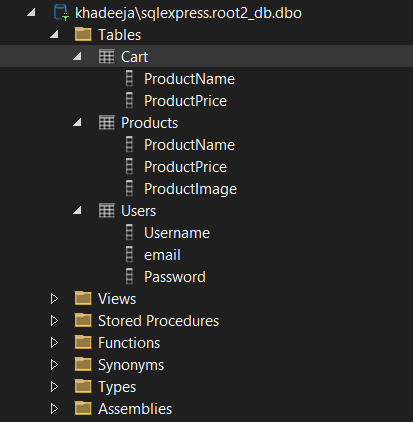 khadeeja\sqlexpress.root2_db.dbo
Tables
Cart
ProductName
ProductPrice
Products
ProductName
ProductPrice
ProductImage
Users
Username
email
Password
Views
Stored Procedures
Functions
Synonyms
Types
Assemblies